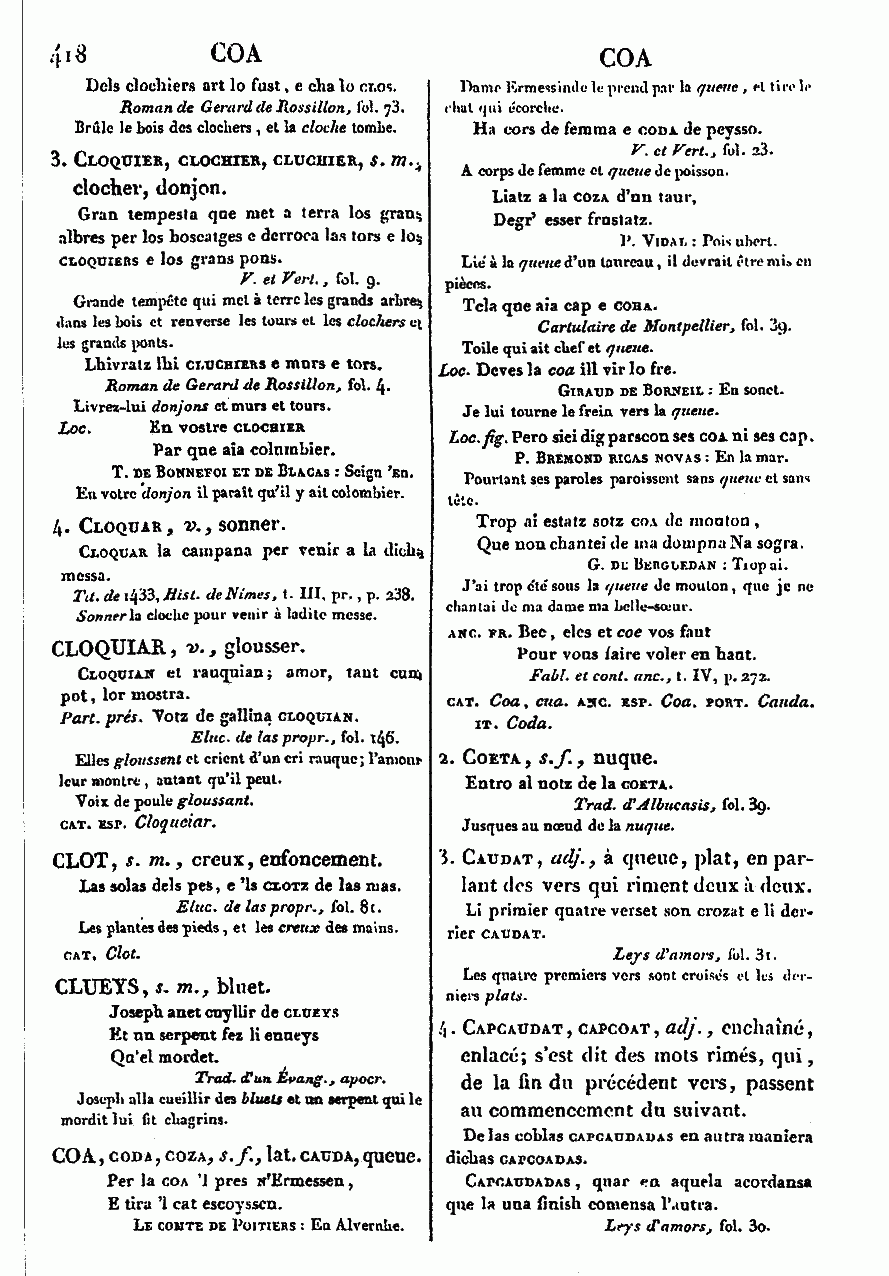 418 COA
Dels clochiers art lo fust, e cha lo CLOS.
Roman de Gerard de Rossillon, fol. 73.
Brûle le bois des clochers, et la cloche tombe.
3. CLOQUIER, CLOCHIER, CLUCHIER, s. m.,
clocher, donjon.
Gran tempesta que met a terra los grans
albres per los boscatges e derroca las tors e los
CLOQUIERS e los grans pons.
V. et Vert., fol. 9.
Grande tempête qui met à terre les grands arbres
dans les bois et renverse les tours et les clochers et
les grands ponts.
Lhivratz lhi CLUCHIERS e murs e tors.
Roman de Gerard de Rossillon, fol. 4.
Livrez-lui donjons et murs et tours.
Loc. En vostre CLOCHIER
Par que aia columbier.
T. DE BONNEFOI ET DE BLACAS : Seign 'En.
En votre donjon il paraît qu'il y ait colombier.
4. CLOQUAR, v., sonner.
CLOQUAR la campana per venir a la dicha
messa.
Tit. de 1433, Hist. de Nimes, t. III, pr., p. 238.
Sonner la cloche pour venir à ladite messe.
CLOQUIAR, v., glousser.
CLOQUIAN et rauquian; amor, tant cum
pot, lor mostra.
Part. prés. Votz de gallina CLOQUIAN.
Eluc. de las propr., fol. 146.
Elles gloussent et crient d'un cri rauque; l'amour
leur montre, autant qu'il peut.
Voix de poule gloussant.
CAT. ESP. Cloquciar.
CLOT, s. m., creux, enfoncement.
Las solas dels pes, e 'ls CLOTZ de las mas.
Eluc. de las propr., fol. 81.
Les plantes des pieds, et les creux des mains.
CAT. Clot.
CLUEYS, s. m., bluet.
Joseph anet cuyllir de CLUEYS
Et un serpent fez li enueys
Qu'el mordet.
Trad. d'un Évang., apocr.
Joseph alla cueillir des bluets et un serpent qui le
mordit lui fit chagrins.
COA, CODA, COZA, s. f., lat. CAUDA, queue.
Per la COA 'l pres N'Ermessen,
E tira 'l cat escoyssen.
LE COMTE DE POITIERS : En Alvernhe.
COA
Dame Ermessinde le prend par la queue, et tire le
chat qui écorche.
Ha cors de femma e CODA de peysso.
V. et Vert., fol. 23.
A corps de femme et queue de poisson.
Liatz a la COZA d'un taur,
Degr' esser frustatz.
P. VIDAL : Pois ubert.
Lié à la queue d'un taureau, il devrait être mis en
pièces.
Tela que aia cap e COHA.
Cartulaire de Montpellier, fol. 39.
Toile qui ait chef et queue.
Loc. Deves la coa ill vir lo fre.
GIRAUD DE BORNEIL : En sonet.
Je lui tourne le frein vers la queue.
Loc. fig. Pero siei dig parscon ses COA ni ses cap.
P. BREMOND RICAS NOVAS : En la mar.
Pourtant ses paroles paroissent sans queue et sans
tête.
Trop ai estatz sotz COA de mouton,
Que non chantei de ma dompna Na sogra.
G. DE BERGUEDAN : Trop ai.
J'ai trop été sous la queue de mouton, que je ne
chantai de ma dame ma belle-sœur.
ANC. FR. Bec, eles et coe vos faut
Pour vous faire voler en haut.
Fabl. et cont. anc., t. IV, p. 272.
CAT. Coa, cua. ANC. ESP. Coa. PORT. Cauda.
IT. Coda.
2. COETA, s. f., nuque.
Entro al notz de la COETA.
Trad. d'Albucasis, fol. 39.
Jusques au nœud de la nuque.
3. CAUDAT, adj., à queue, plat, en par-
lant des vers qui riment deux à deux.
Li primier quatre verset son crozat e li der-
rier CAUDAT.
Leys d'amors, fol. 31.
Les quatre premiers vers sont croisés et les der-
niers plats.
4. CAPCAUDAT, CAPCOAT, adj., enchaîné,
enlacé; s'est dit des mots rimés, qui,
de la fin du précédent vers, passent
au commencement du suivant.
De las coblas CAPCAUDADAS en autra maniera
dichas CAPCOADAS.
CAPCAUDADAS, quar en aquela acordansa
que la una finish comensa l'autra.
Leys d'amors, fol. 30.